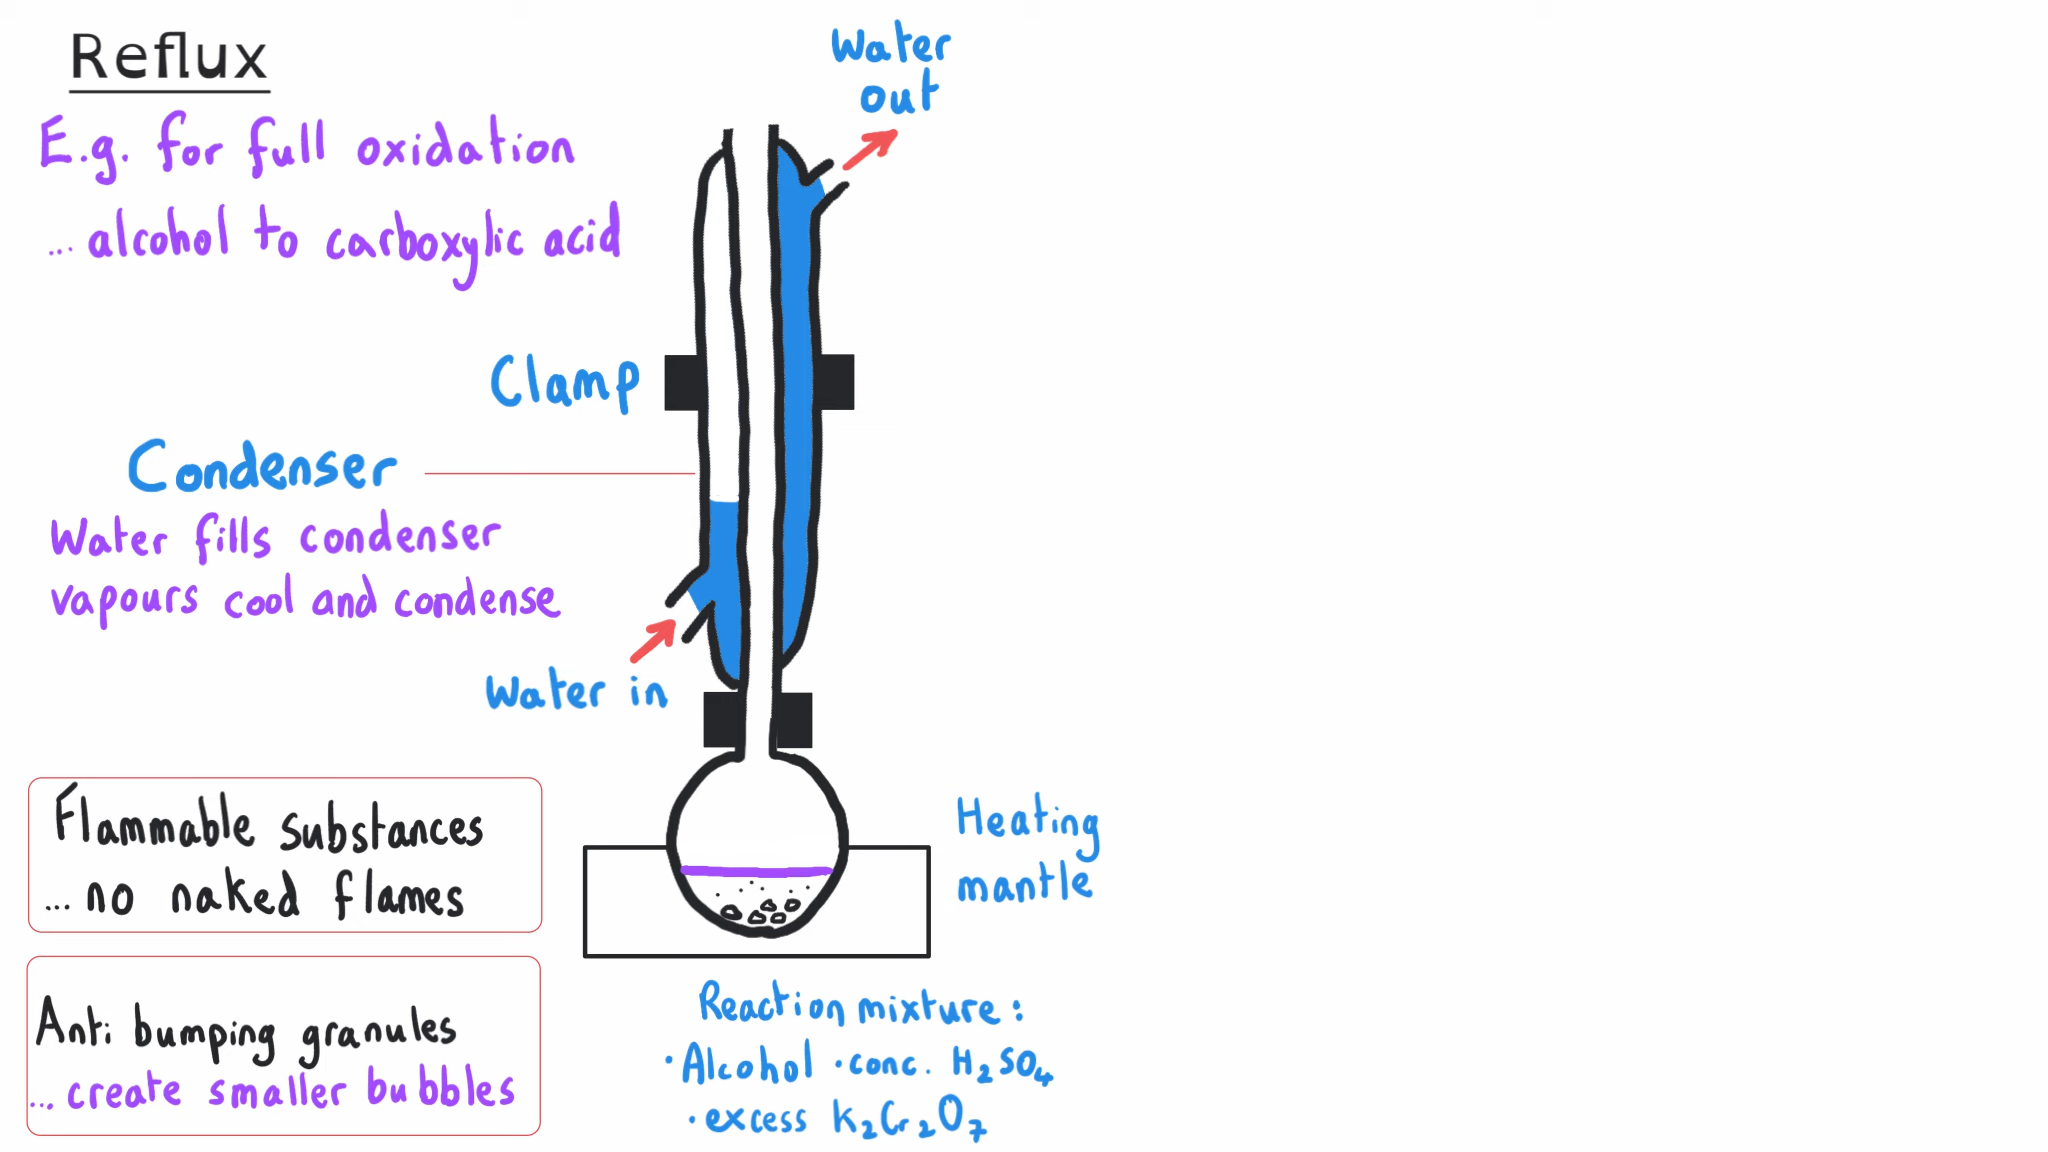 Reflux
E.g. for full oxidation
... alcohol to carboxylic acid
Water
out
Clamp
Condenser
Water fills condenser
vapours cool and condense
Water in
Flammable substances
... no naked flames
Anti bumping granules
... create smaller bubbles
Heating
mantle
Reaction mixture:
· Alcohol · conc. H₂SO₄
· excess K₂Cr₂O₇